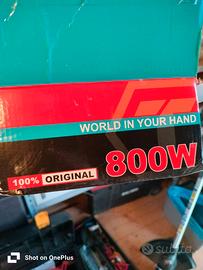 WORLD IN YOUR HAND
800W
100% ORIGINAL
Shot on OnePlus
subito